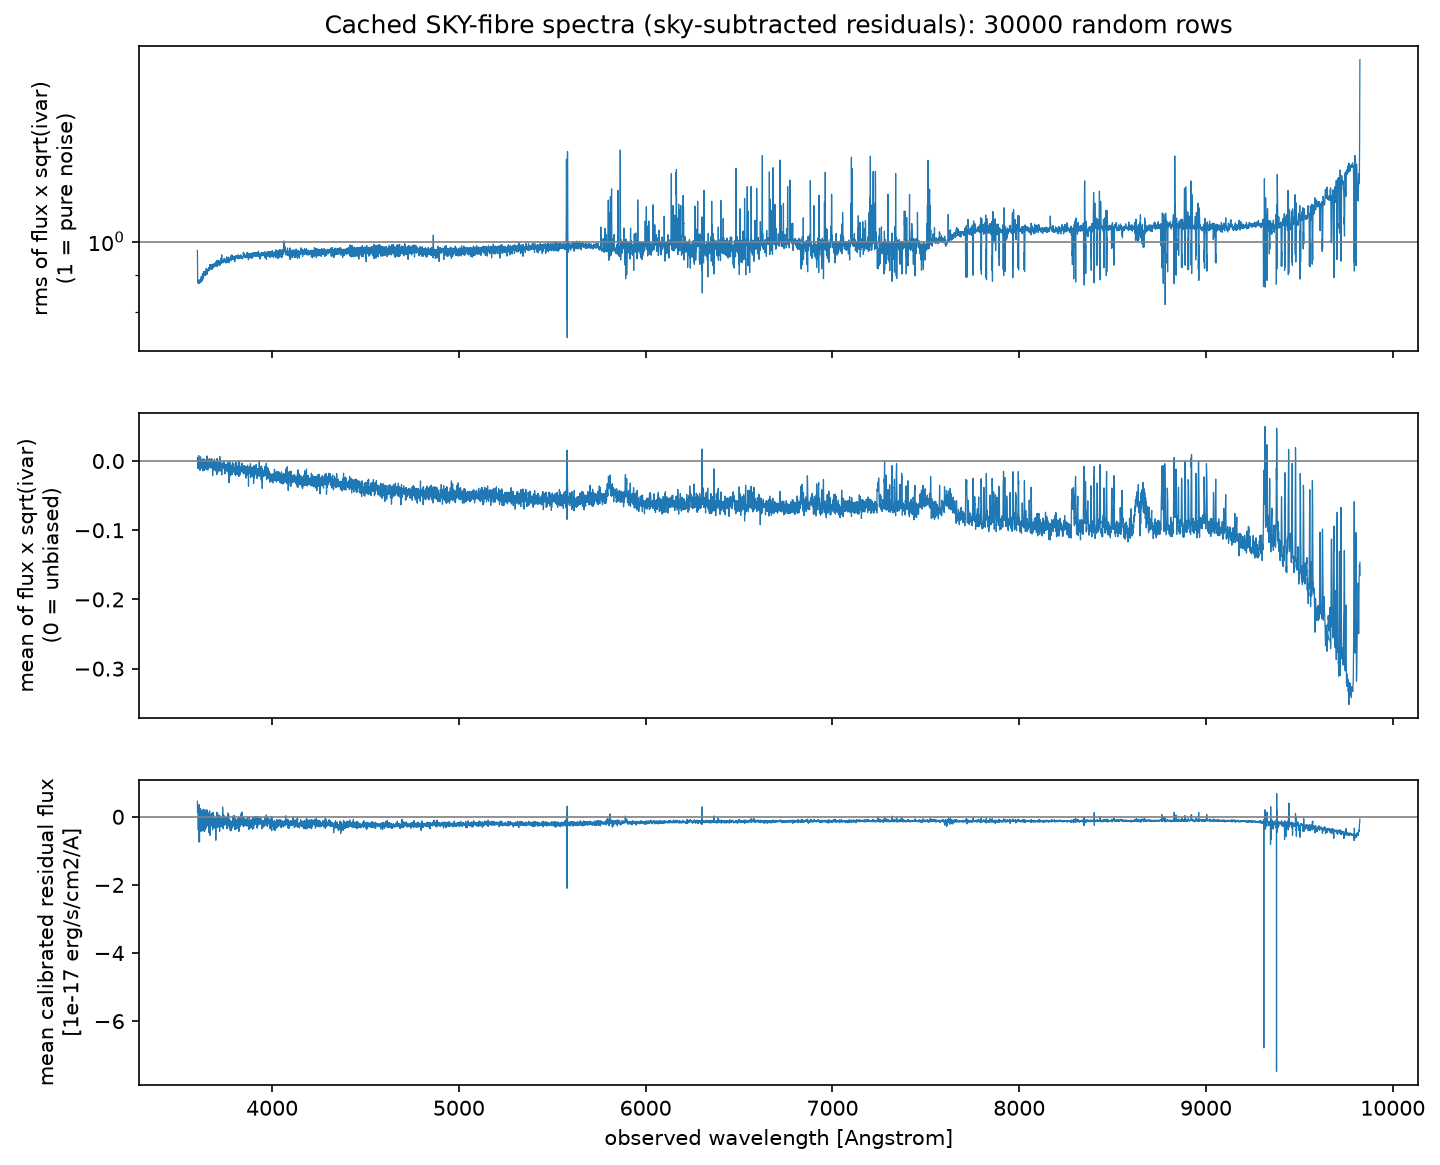 Cached SKY-fibre spectra (sky-subtracted residuals): 30000 random rows
rms of flux x sqrt(ivar)
(1 = pure noise)
10⁰
mean of flux x sqrt(ivar)
(0 = unbiased)
0.0
−0.1
−0.2
−0.3
mean calibrated residual flux
[1e-17 erg/s/cm2/A]
0
−2
−4
−6
4000 5000 6000 7000 8000 9000 10000
observed wavelength [Angstrom]